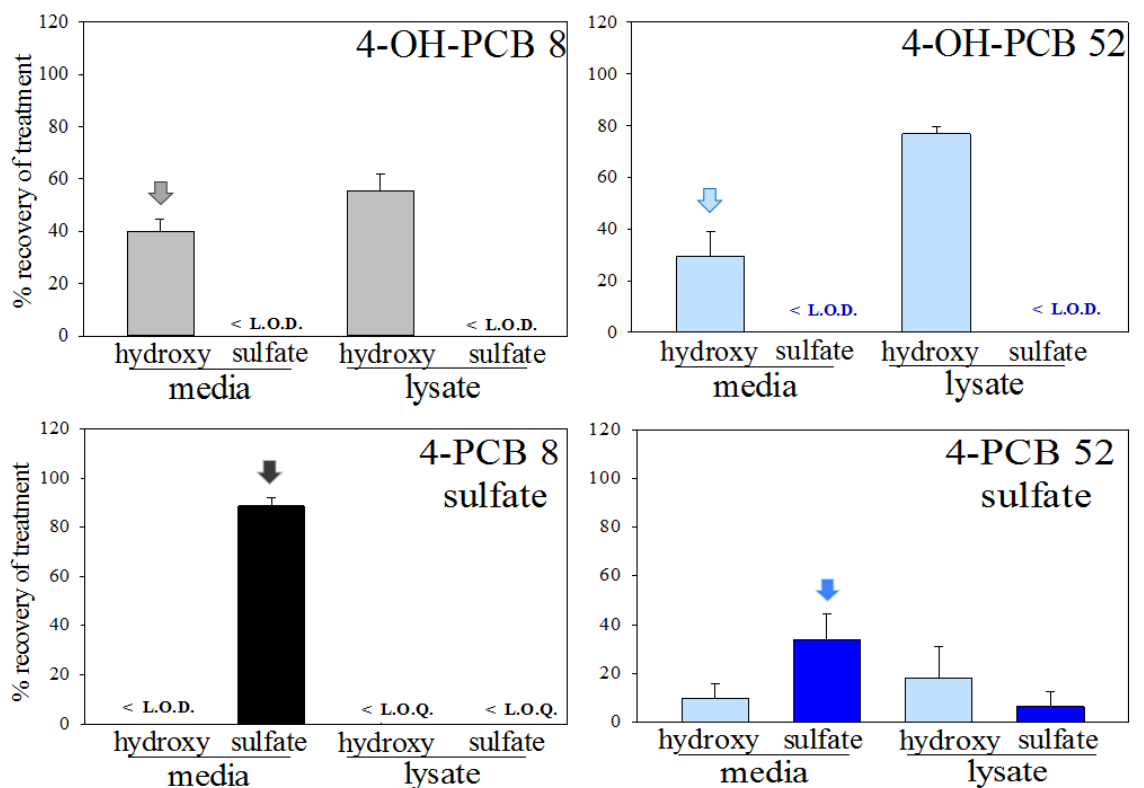 4-OH-PCB 8
% recovery of treatment
120
100
80
60
40
20
0
< L.O.D.
< L.O.D.
hydroxy sulfate hydroxy sulfate
media lysate
4-OH-PCB 52
120
100
80
60
40
20
0
< L.O.D.
< L.O.D.
hydroxy sulfate hydroxy sulfate
media lysate
4-PCB 8
sulfate
% recovery of treatment
120
100
80
60
40
20
0
< L.O.D.
< L.O.Q.
< L.O.Q.
hydroxy sulfate hydroxy sulfate
media lysate
4-PCB 52
sulfate
120
100
80
60
40
20
0
hydroxy sulfate hydroxy sulfate
media lysate